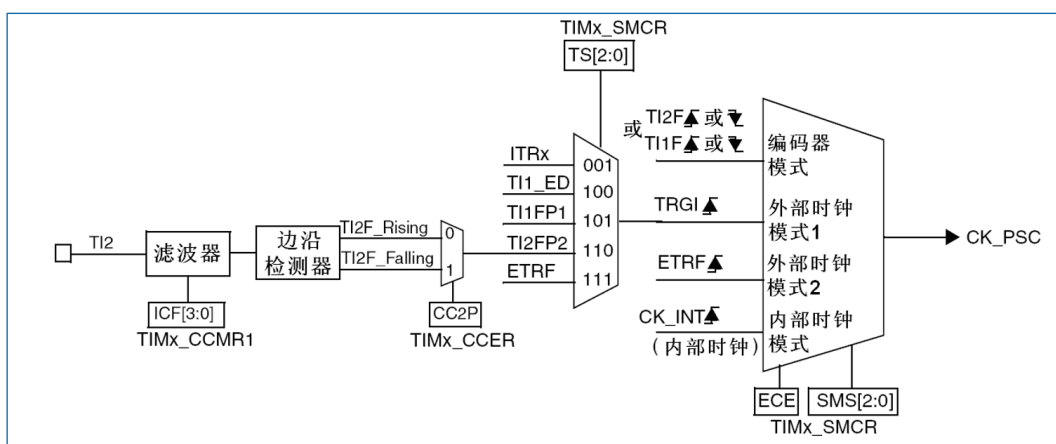 TIMx_SMCR
TS[2:0]
或
TI2F 或
TI1F 或
编码器
模式
ITRx
001
TI1_ED
100
TI1FP1
101
TI2FP2
110
ETRF
111
TRGI
外部时钟
模式1
CK_PSC
TI2
滤波器
边沿
检测器
TI2F_Rising
0
TI2F_Falling
1
ETRF
外部时钟
模式2
ICF[3:0]
TIMx_CCMR1
CC2P
TIMx_CCER
CK_INT
(内部时钟)
内部时钟
模式
ECE
SMS[2:0]
TIMx_SMCR